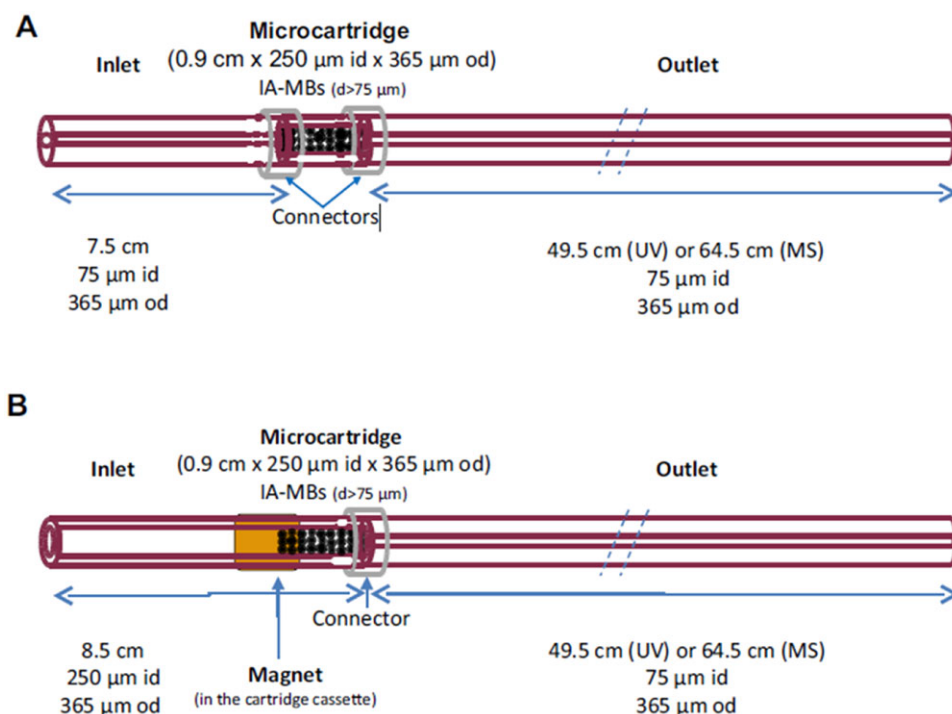 A
Microcartridge
(0.9 cm x 250 µm id x 365 µm od)
Inlet
IA-MBs (d>75 µm)
Outlet
Connectors
7.5 cm
75 µm id
365 µm od
49.5 cm (UV) or 64.5 cm (MS)
75 µm id
365 µm od
B
Microcartridge
(0.9 cm x 250 µm id x 365 µm od)
Inlet
IA-MBs (d>75 µm)
Outlet
Connector
8.5 cm
250 µm id
365 µm od
Magnet
(in the cartridge cassette)
49.5 cm (UV) or 64.5 cm (MS)
75 µm id
365 µm od